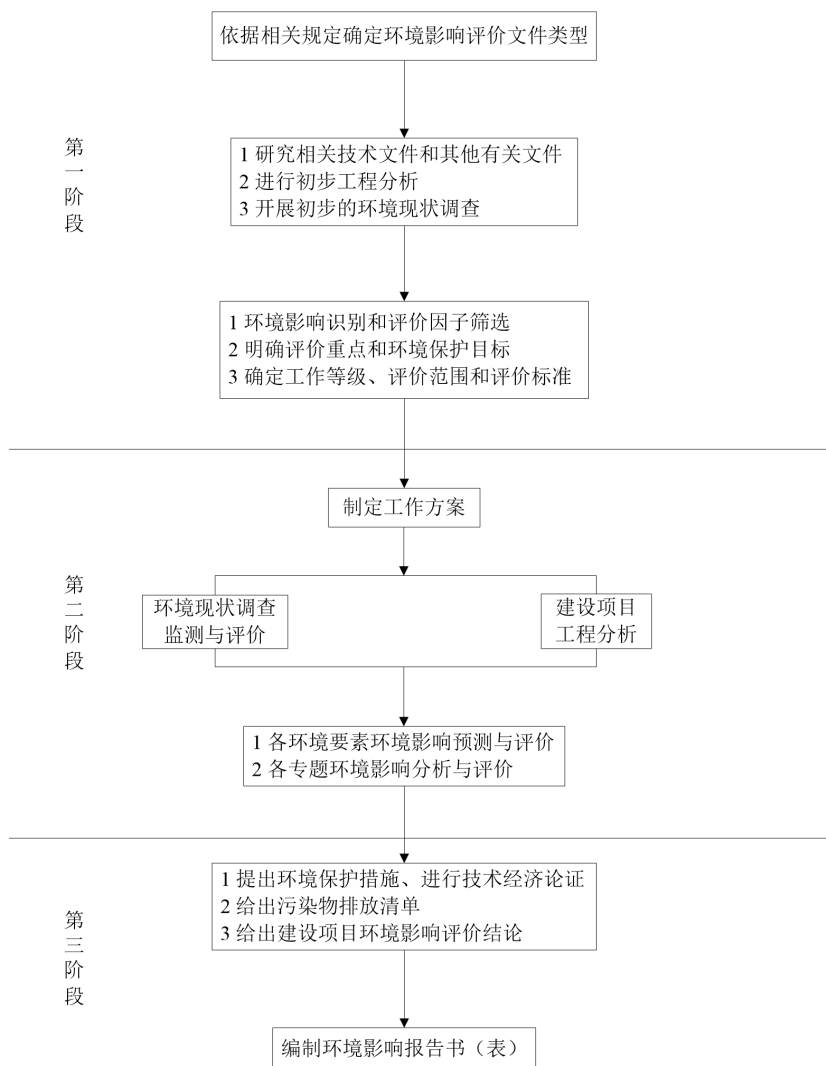 依据相关规定确定环境影响评价文件类型
第一阶段
1 研究相关技术文件和其他有关文件
2 进行初步工程分析
3 开展初步的环境现状调查
1 环境影响识别和评价因子筛选
2 明确评价重点和环境保护目标
3 确定工作等级、评价范围和评价标准
制定工作方案
第二阶段
环境现状调查
监测与评价
建设项目
工程分析
1 各环境要素环境影响预测与评价
2 各专题环境影响分析与评价
第三阶段
1 提出环境保护措施、进行技术经济论证
2 给出污染物排放清单
3 给出建设项目环境影响评价结论
编制环境影响报告书（表）